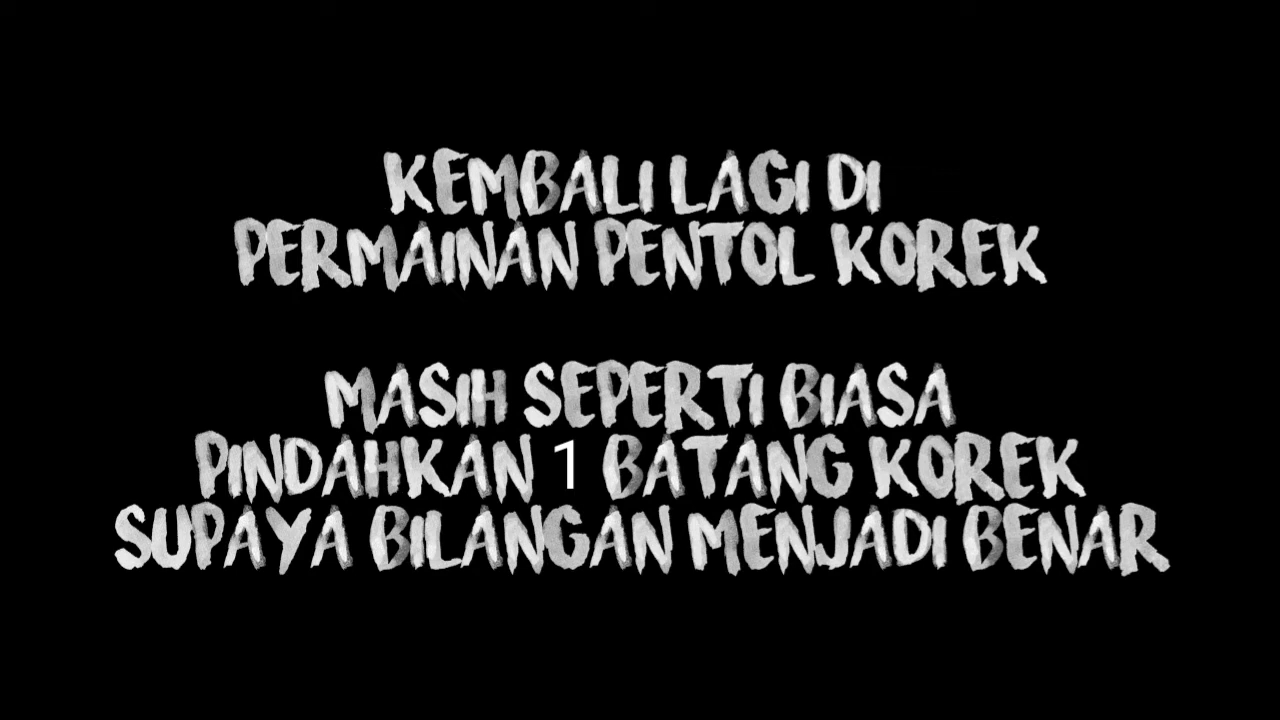 KEMBALI LAGI DI
PERMAINAN PENTOL KOREK
MASIH SEPERTI BIASA
PINDAHKAN 1 BATANG KOREK
SUPAYA BILANGAN MENJADI BENAR